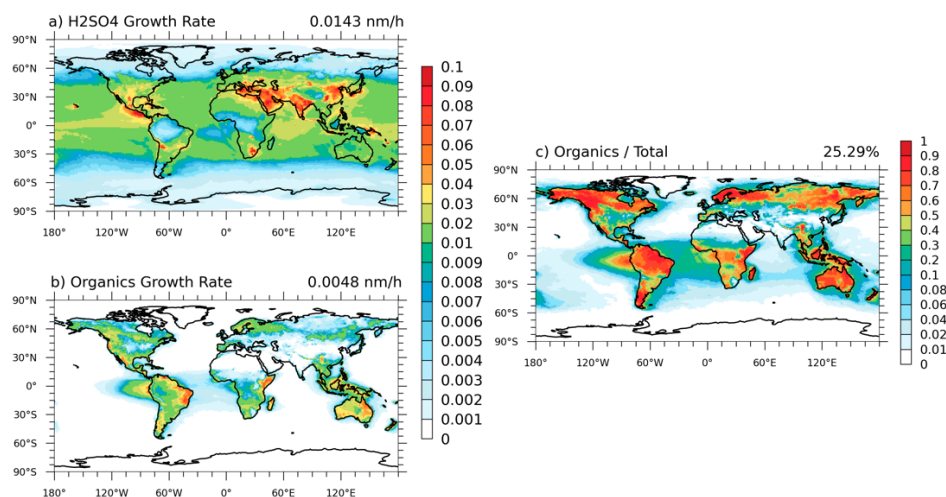 a) H2SO4 Growth Rate 0.0143 nm/h
90°N
60°N
30°N
0°
30°S
60°S
90°S
180° 120°W 60°W 0° 60°E 120°E
b) Organics Growth Rate 0.0048 nm/h
90°N
60°N
30°N
0°
30°S
60°S
90°S
180° 120°W 60°W 0° 60°E 120°E
0.1
0.09
0.08
0.07
0.06
0.05
0.04
0.03
0.02
0.01
0.009
0.008
0.007
0.006
0.005
0.004
0.003
0.002
0.001
0
c) Organics / Total 25.29%
90°N
60°N
30°N
0°
30°S
60°S
90°S
180° 120°W 60°W 0° 60°E 120°E
1
0.9
0.8
0.7
0.6
0.5
0.4
0.3
0.2
0.1
0.08
0.06
0.04
0.02
0.01
0